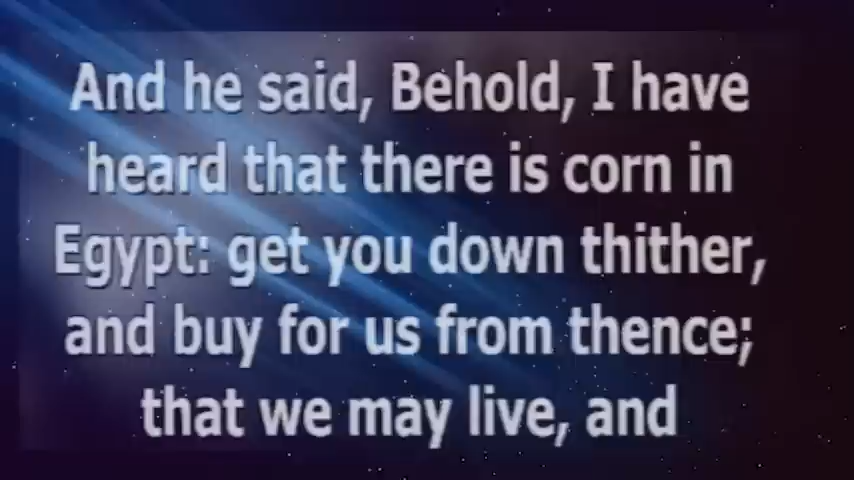 And he said, Behold, I have
heard that there is corn in
Egypt: get you down thither,
and buy for us from thence;
that we may live, and